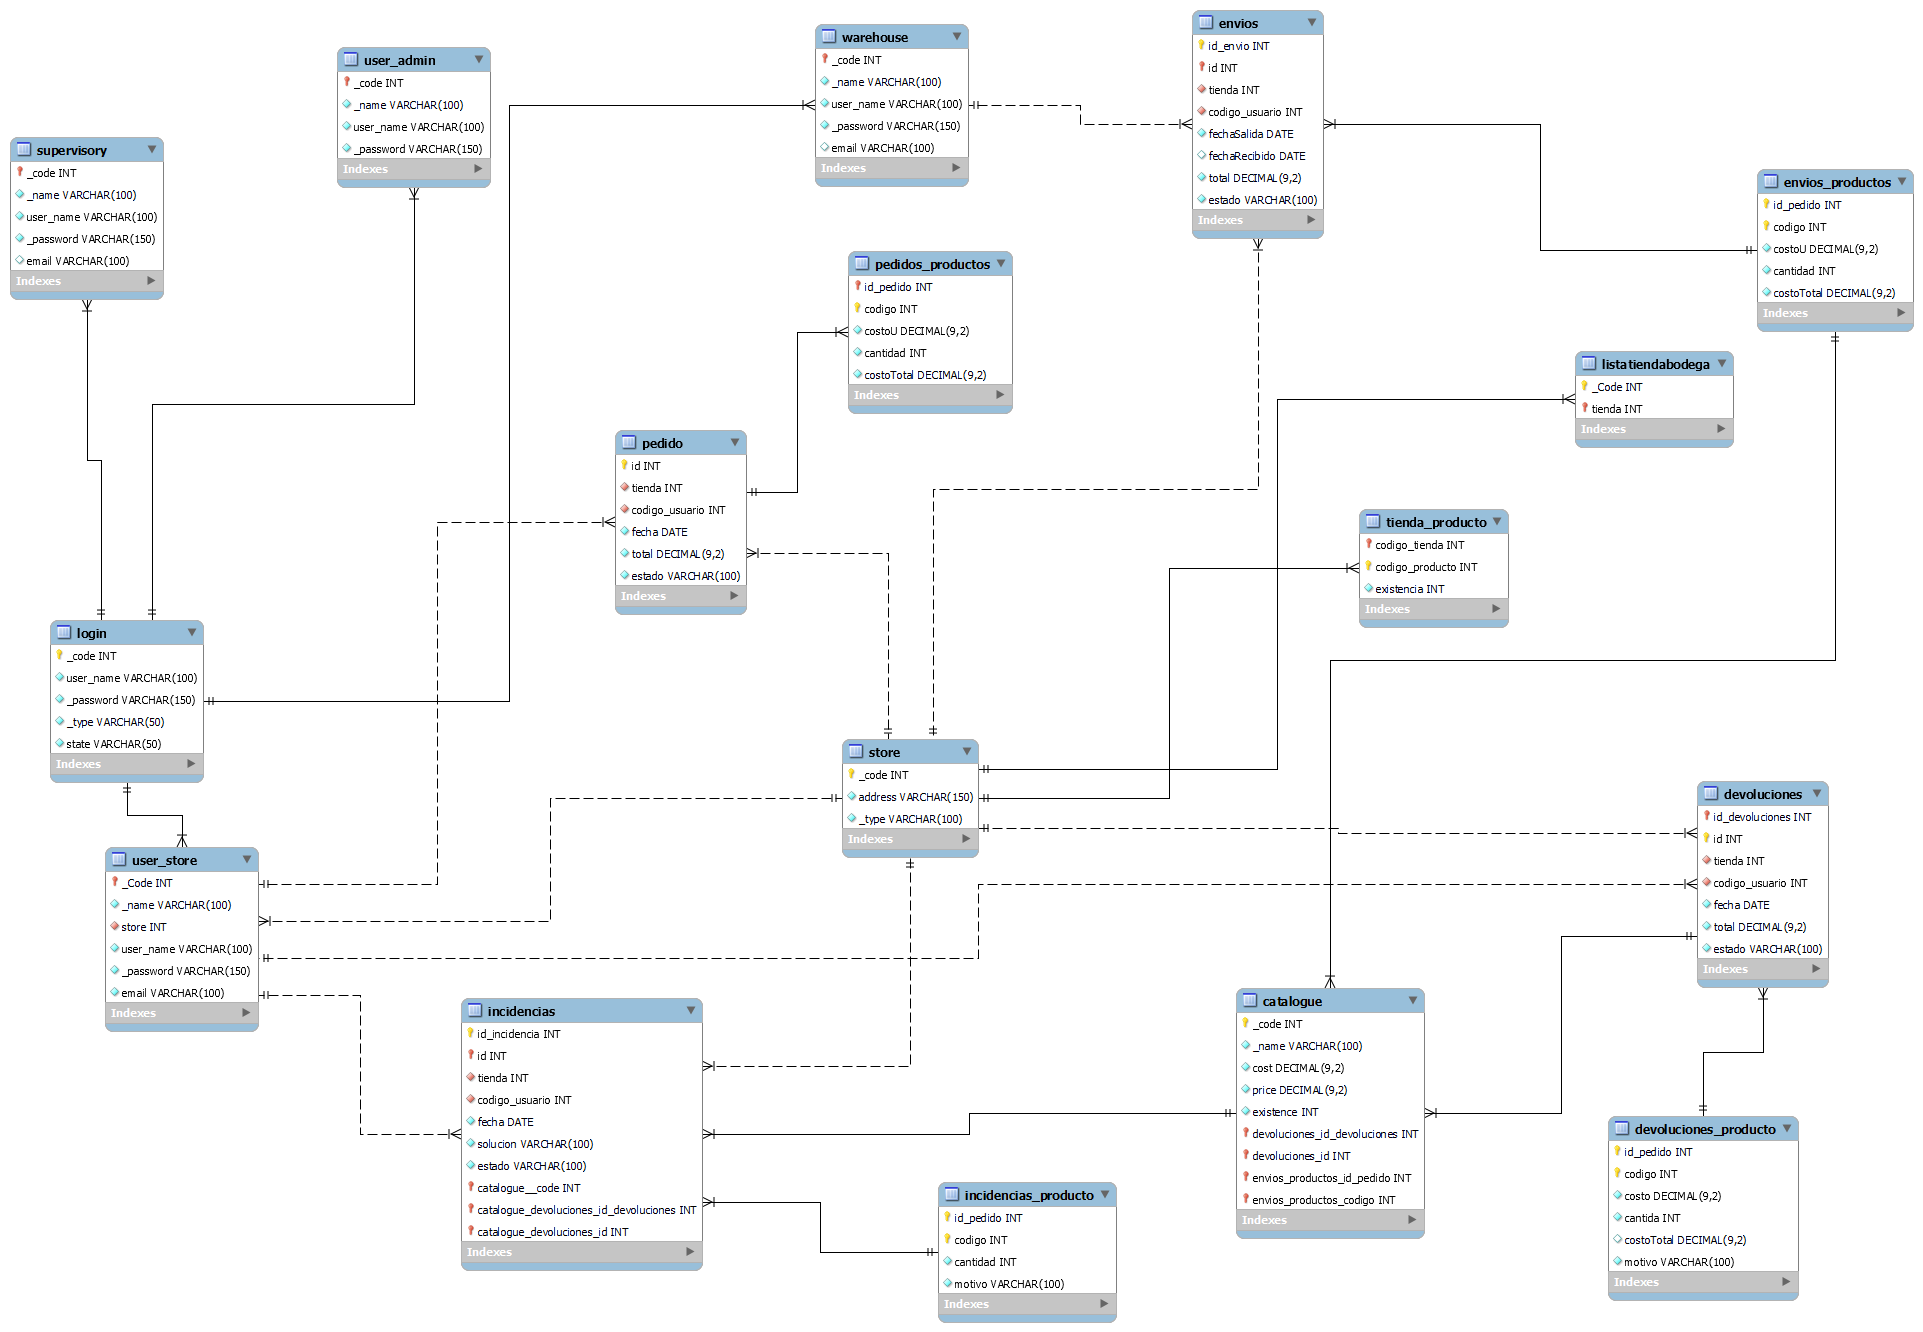 supervisory
_code INT
_name VARCHAR(100)
user_name VARCHAR(100)
_password VARCHAR(150)
email VARCHAR(100)
Indexes
user_admin
_code INT
_name VARCHAR(100)
user_name VARCHAR(100)
_password VARCHAR(150)
Indexes
warehouse
_code INT
_name VARCHAR(100)
user_name VARCHAR(100)
_password VARCHAR(150)
email VARCHAR(100)
Indexes
envios
id_envio INT
id INT
tienda INT
codigo_usuario INT
fechaSalida DATE
fechaRecibido DATE
total DECIMAL(9,2)
estado VARCHAR(100)
Indexes
envios_productos
id_pedido INT
codigo INT
costoU DECIMAL(9,2)
cantidad INT
costoTotal DECIMAL(9,2)
Indexes
pedidos_productos
id_pedido INT
codigo INT
costoU DECIMAL(9,2)
cantidad INT
costoTotal DECIMAL(9,2)
Indexes
listatiendabodega
_Code INT
tienda INT
Indexes
pedido
id INT
tienda INT
codigo_usuario INT
fecha DATE
total DECIMAL(9,2)
estado VARCHAR(100)
Indexes
tienda_producto
codigo_tienda INT
codigo_producto INT
existencia INT
Indexes
login
_code INT
user_name VARCHAR(100)
_password VARCHAR(150)
_type VARCHAR(50)
state VARCHAR(50)
Indexes
store
_code INT
address VARCHAR(150)
_type VARCHAR(100)
Indexes
devoluciones
id_devoluciones INT
id INT
tienda INT
codigo_usuario INT
fecha DATE
total DECIMAL(9,2)
estado VARCHAR(100)
Indexes
user_store
_Code INT
_name VARCHAR(100)
store INT
user_name VARCHAR(100)
_password VARCHAR(150)
email VARCHAR(100)
Indexes
incidencias
id_incidencia INT
id INT
tienda INT
codigo_usuario INT
fecha DATE
solucion VARCHAR(100)
estado VARCHAR(100)
catalogue__code INT
catalogue_devoluciones_id_devoluciones INT
catalogue_devoluciones_id INT
Indexes
catalogue
_code INT
_name VARCHAR(100)
cost DECIMAL(9,2)
price DECIMAL(9,2)
existence INT
devoluciones_id_devoluciones INT
devoluciones_id INT
envios_productos_id_pedido INT
envios_productos_codigo INT
Indexes
devoluciones_producto
id_pedido INT
codigo INT
costo DECIMAL(9,2)
cantida INT
costoTotal DECIMAL(9,2)
motivo VARCHAR(100)
Indexes
incidencias_producto
id_pedido INT
codigo INT
cantidad INT
motivo VARCHAR(100)
Indexes